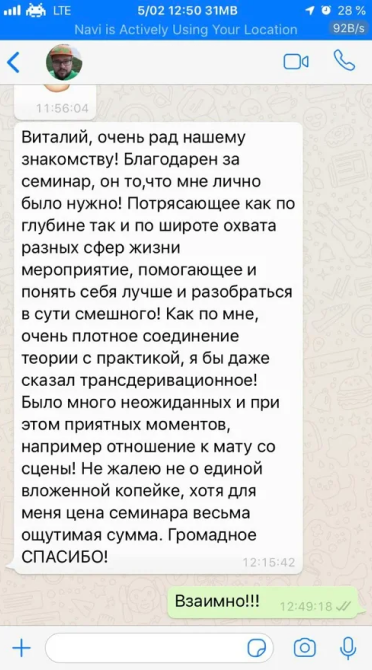 LTE 5/02 12:50 31MB 28 %
Navi is Actively Using Your Location 92B/s
11:56:04
Виталий, очень рад нашему
знакомству! Благодарен за
семинар, он то,что мне лично
было нужно! Потрясающее как по
глубине так и по широте охвата
разных сфер жизни
мероприятие, помогающее и
понять себя лучше и разобраться
в сути смешного! Как по мне,
очень плотное соединение
теории с практикой, я бы даже
сказал трансдеривационное!
Было много неожиданных и при
этом приятных моментов,
например отношение к мату со
сцены! Не жалею не о единой
вложенной копейке, хотя для
меня цена семинара весьма
ощутимая сумма. Громадное
СПАСИБО! 12:15:42
Взаимно!!! 12:49:18